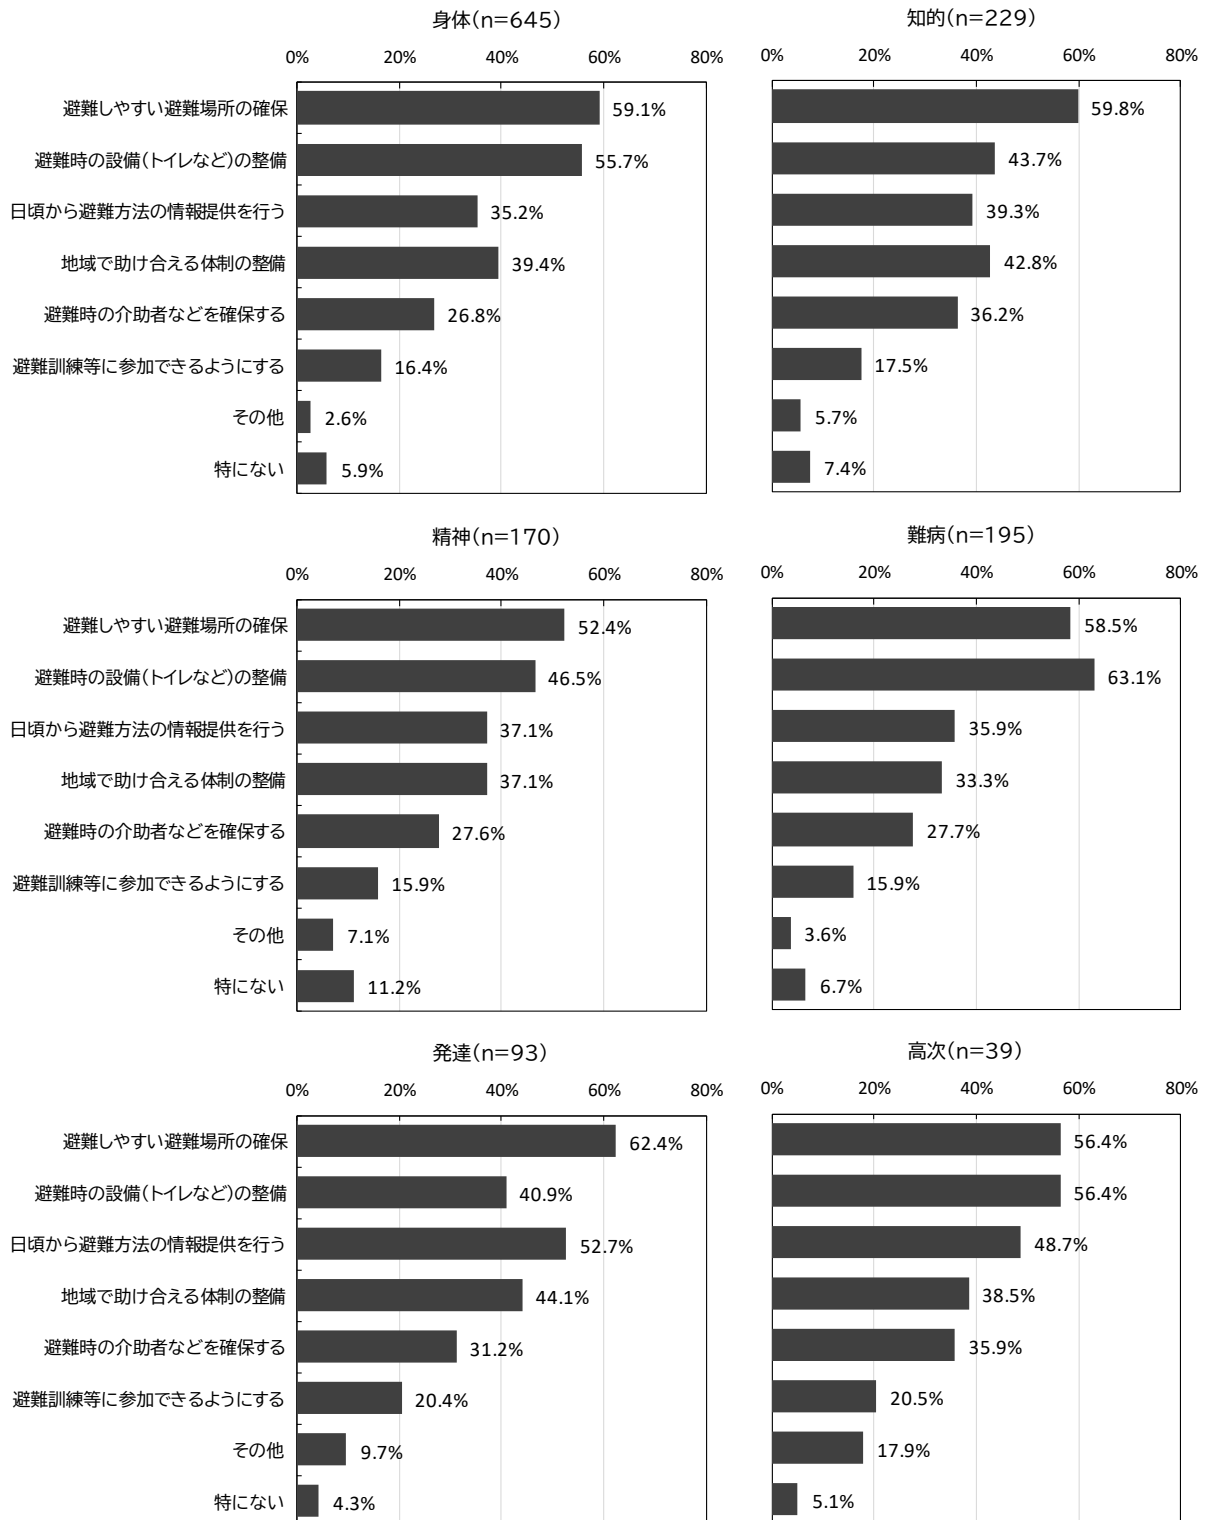 身体(n=645)
0% 20% 40% 60% 80%
避難しやすい避難場所の確保 59.1%
避難時の設備(トイレなど)の整備 55.7%
日頃から避難方法の情報提供を行う 35.2%
地域で助け合える体制の整備 39.4%
避難時の介助者などを確保する 26.8%
避難訓練等に参加できるようにする 16.4%
その他 2.6%
特にない 5.9%
知的(n=229)
0% 20% 40% 60% 80%
59.8%
43.7%
39.3%
42.8%
36.2%
17.5%
5.7%
7.4%
精神(n=170)
0% 20% 40% 60% 80%
避難しやすい避難場所の確保 52.4%
避難時の設備(トイレなど)の整備 46.5%
日頃から避難方法の情報提供を行う 37.1%
地域で助け合える体制の整備 37.1%
避難時の介助者などを確保する 27.6%
避難訓練等に参加できるようにする 15.9%
その他 7.1%
特にない 11.2%
難病(n=195)
0% 20% 40% 60% 80%
58.5%
63.1%
35.9%
33.3%
27.7%
15.9%
3.6%
6.7%
発達(n=93)
0% 20% 40% 60% 80%
避難しやすい避難場所の確保 62.4%
避難時の設備(トイレなど)の整備 40.9%
日頃から避難方法の情報提供を行う 52.7%
地域で助け合える体制の整備 44.1%
避難時の介助者などを確保する 31.2%
避難訓練等に参加できるようにする 20.4%
その他 9.7%
特にない 4.3%
高次(n=39)
0% 20% 40% 60% 80%
56.4%
56.4%
48.7%
38.5%
35.9%
20.5%
17.9%
5.1%